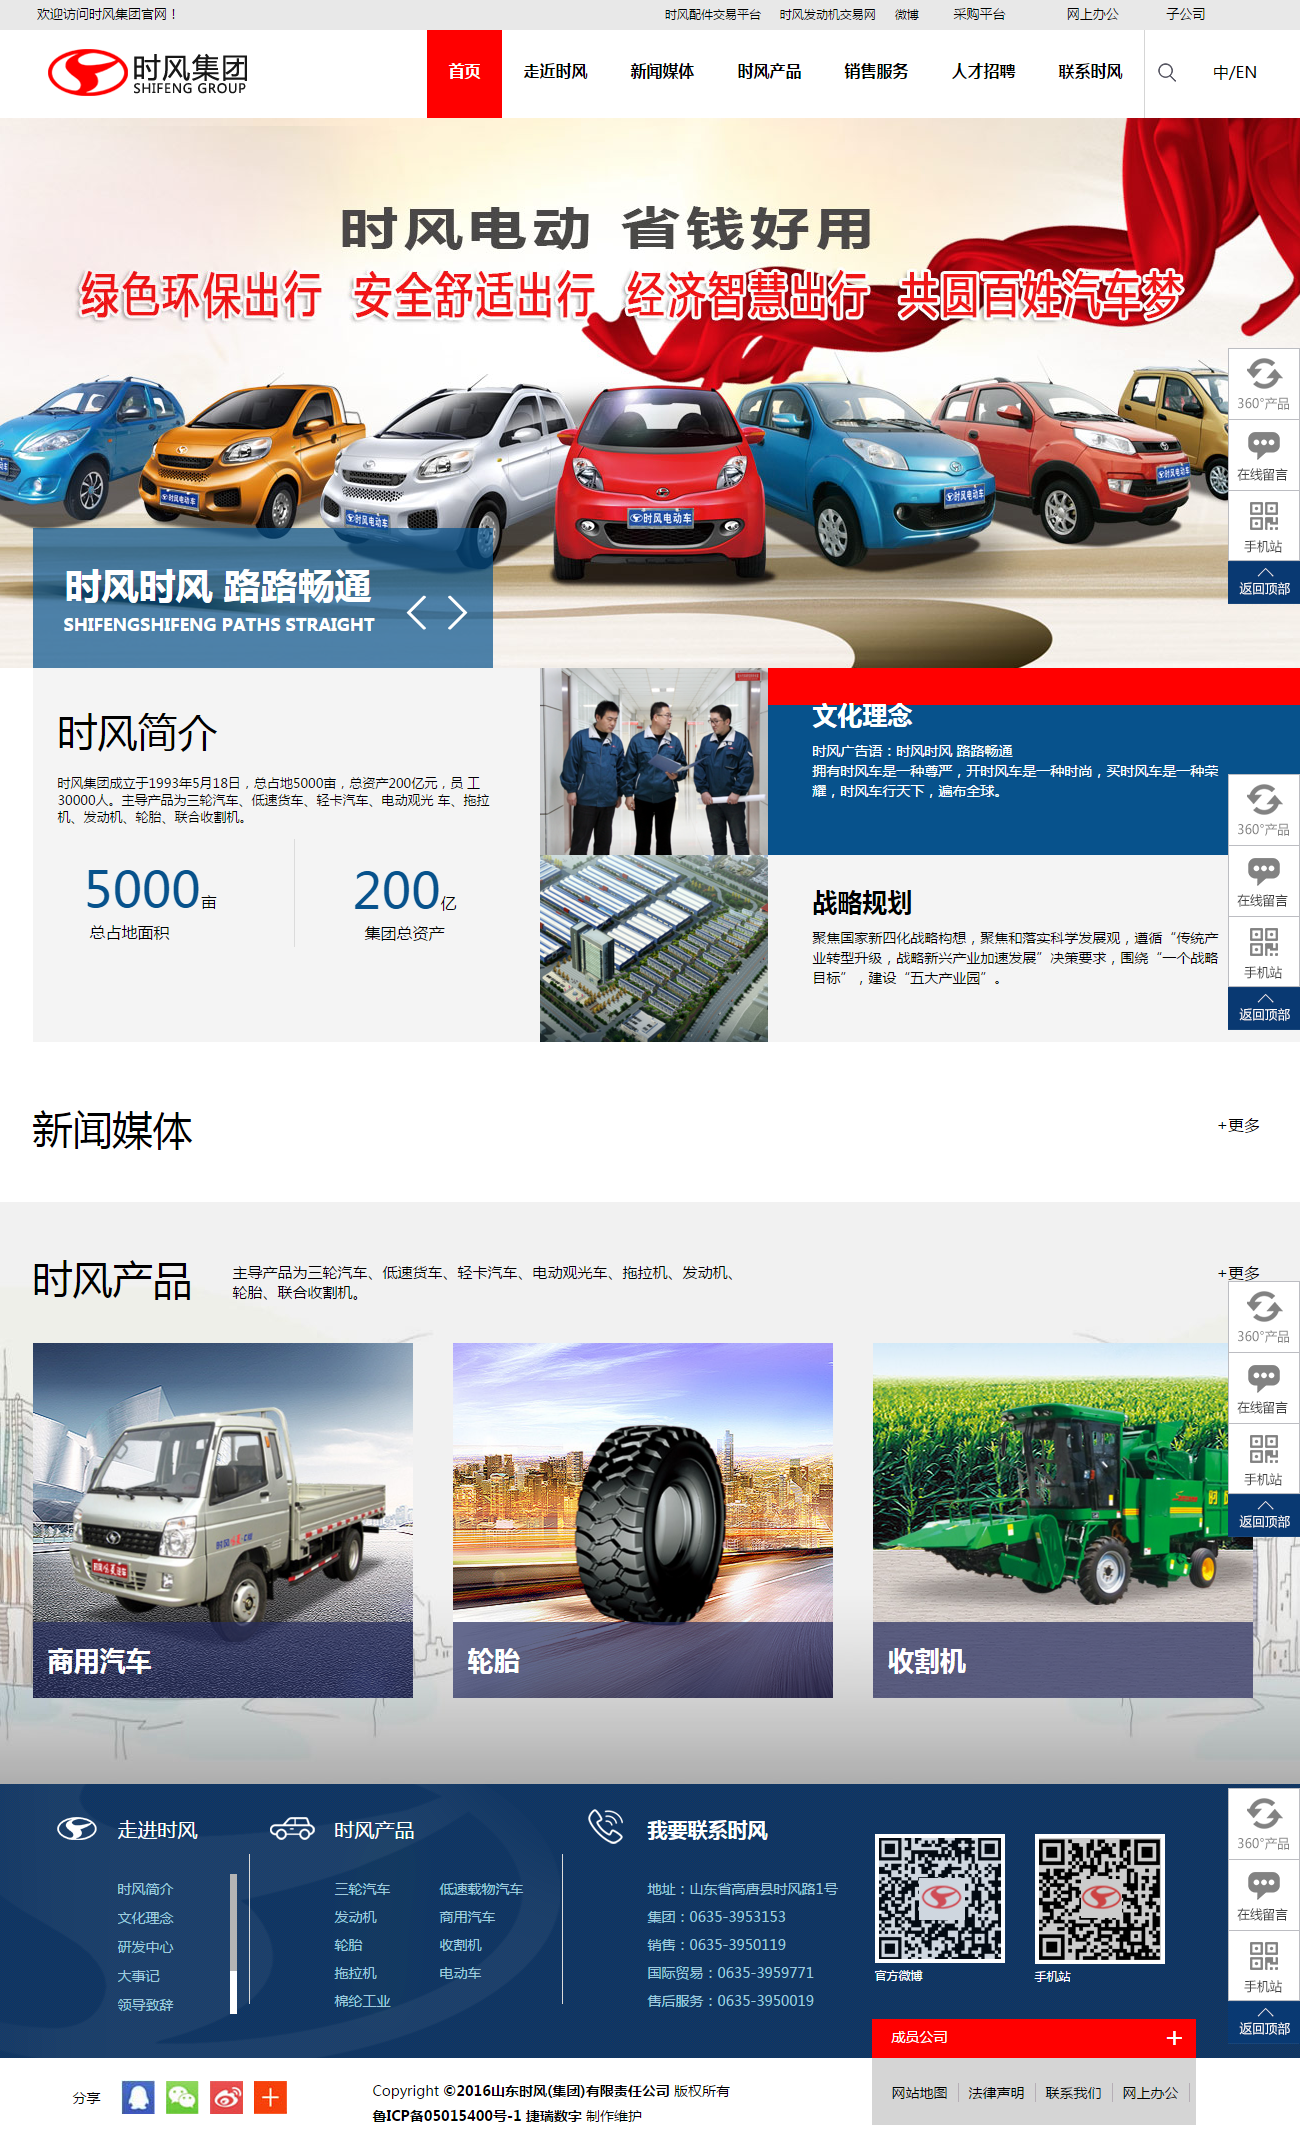 欢迎访问时风集团官网！
时风配件交易平台 时风发动机交易网 微博 采购平台 网上办公 子公司
时风集团
SHIFENG GROUP
首页 走近时风 新闻媒体 时风产品 销售服务 人才招聘 联系时风 中/EN
时风电动 省钱好用
绿色环保出行 安全舒适出行 经济智慧出行 共圆百姓汽车梦
时风电动车
时风电动车
时风电动车
时风电动车
时风电动车
360°产品
在线留言
手机站
返回顶部
时风时风 路路畅通
SHIFENGSHIFENG PATHS STRAIGHT
时风简介
时风集团成立于1993年5月18日，总占地5000亩，总资产200亿元，员 工
30000人。主导产品为三轮汽车、低速货车、轻卡汽车、电动观光 车、拖拉
机、发动机、轮胎、联合收割机。
5000亩
总占地面积
200亿
集团总资产
文化理念
时风广告语：时风时风 路路畅通
拥有时风车是一种尊严，开时风车是一种时尚，买时风车是一种荣
耀，时风车行天下，遍布全球。
战略规划
聚焦国家新四化战略构想，聚焦和落实科学发展观，遵循“传统产
业转型升级，战略新兴产业加速发展”决策要求，围绕“一个战略
目标”，建设“五大产业园”。
360°产品
在线留言
手机站
返回顶部
新闻媒体
+更多
时风产品
主导产品为三轮汽车、低速货车、轻卡汽车、电动观光车、拖拉机、发动机、
轮胎、联合收割机。
+更多
360°产品
在线留言
手机站
返回顶部
商用汽车
轮胎
收割机
走进时风
时风简介
文化理念
研发中心
大事记
领导致辞
时风产品
三轮汽车 低速载物汽车
发动机 商用汽车
轮胎 收割机
拖拉机 电动车
棉纶工业
我要联系时风
地址：山东省高唐县时风路1号
集团：0635-3953153
销售：0635-3950119
国际贸易：0635-3959771
售后服务：0635-3950019
官方微博
手机站
360°产品
在线留言
手机站
返回顶部
成员公司 +
网站地图 法律声明 联系我们 网上办公
分享
Copyright ©2016山东时风(集团)有限责任公司 版权所有
鲁ICP备05015400号-1 捷瑞数字 制作维护